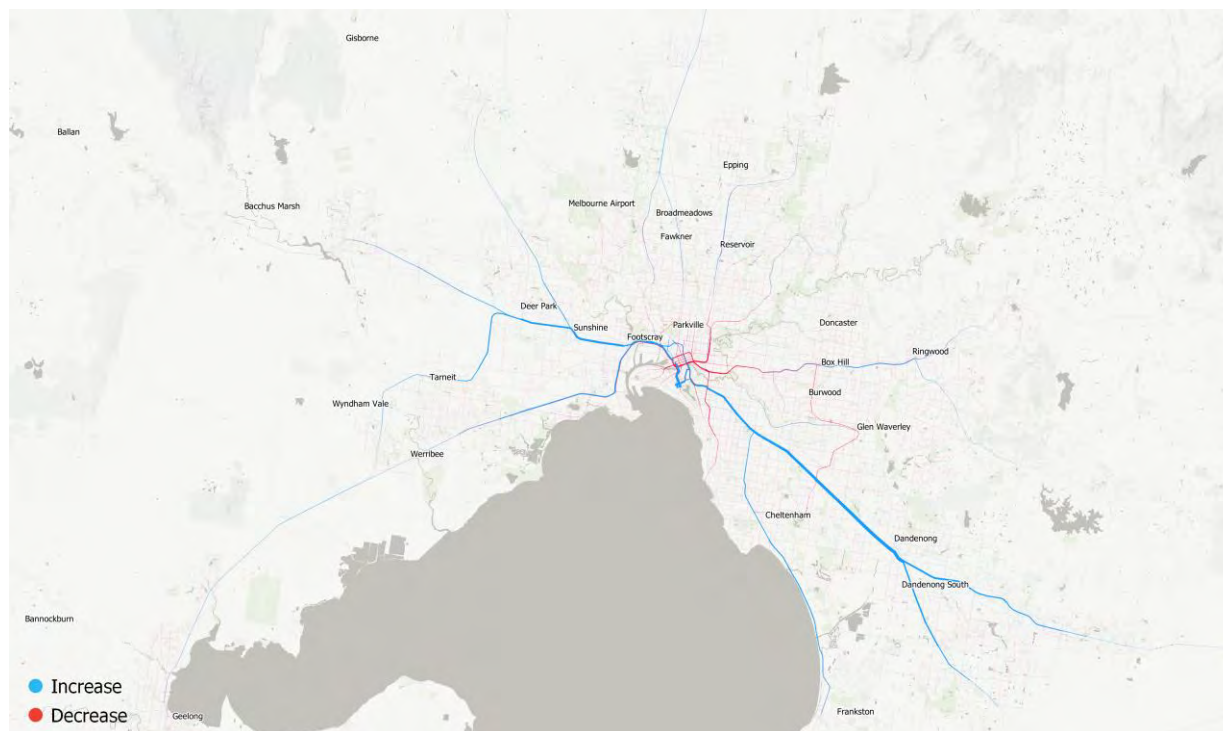 Gisborne
Ballan
Epping
Bacchus Marsh
Melbourne Airport
Broadmeadows
Fawkner
Reservoir
Deer Park
Sunshine
Parkville
Doncaster
Footscray
Ringwood
Box Hill
Tarneit
Burwood
Wyndham Vale
Glen Waverley
Werribee
Cheltenham
Dandenong
Dandenong South
Bannockburn
Increase
Decrease
Geelong
Frankston